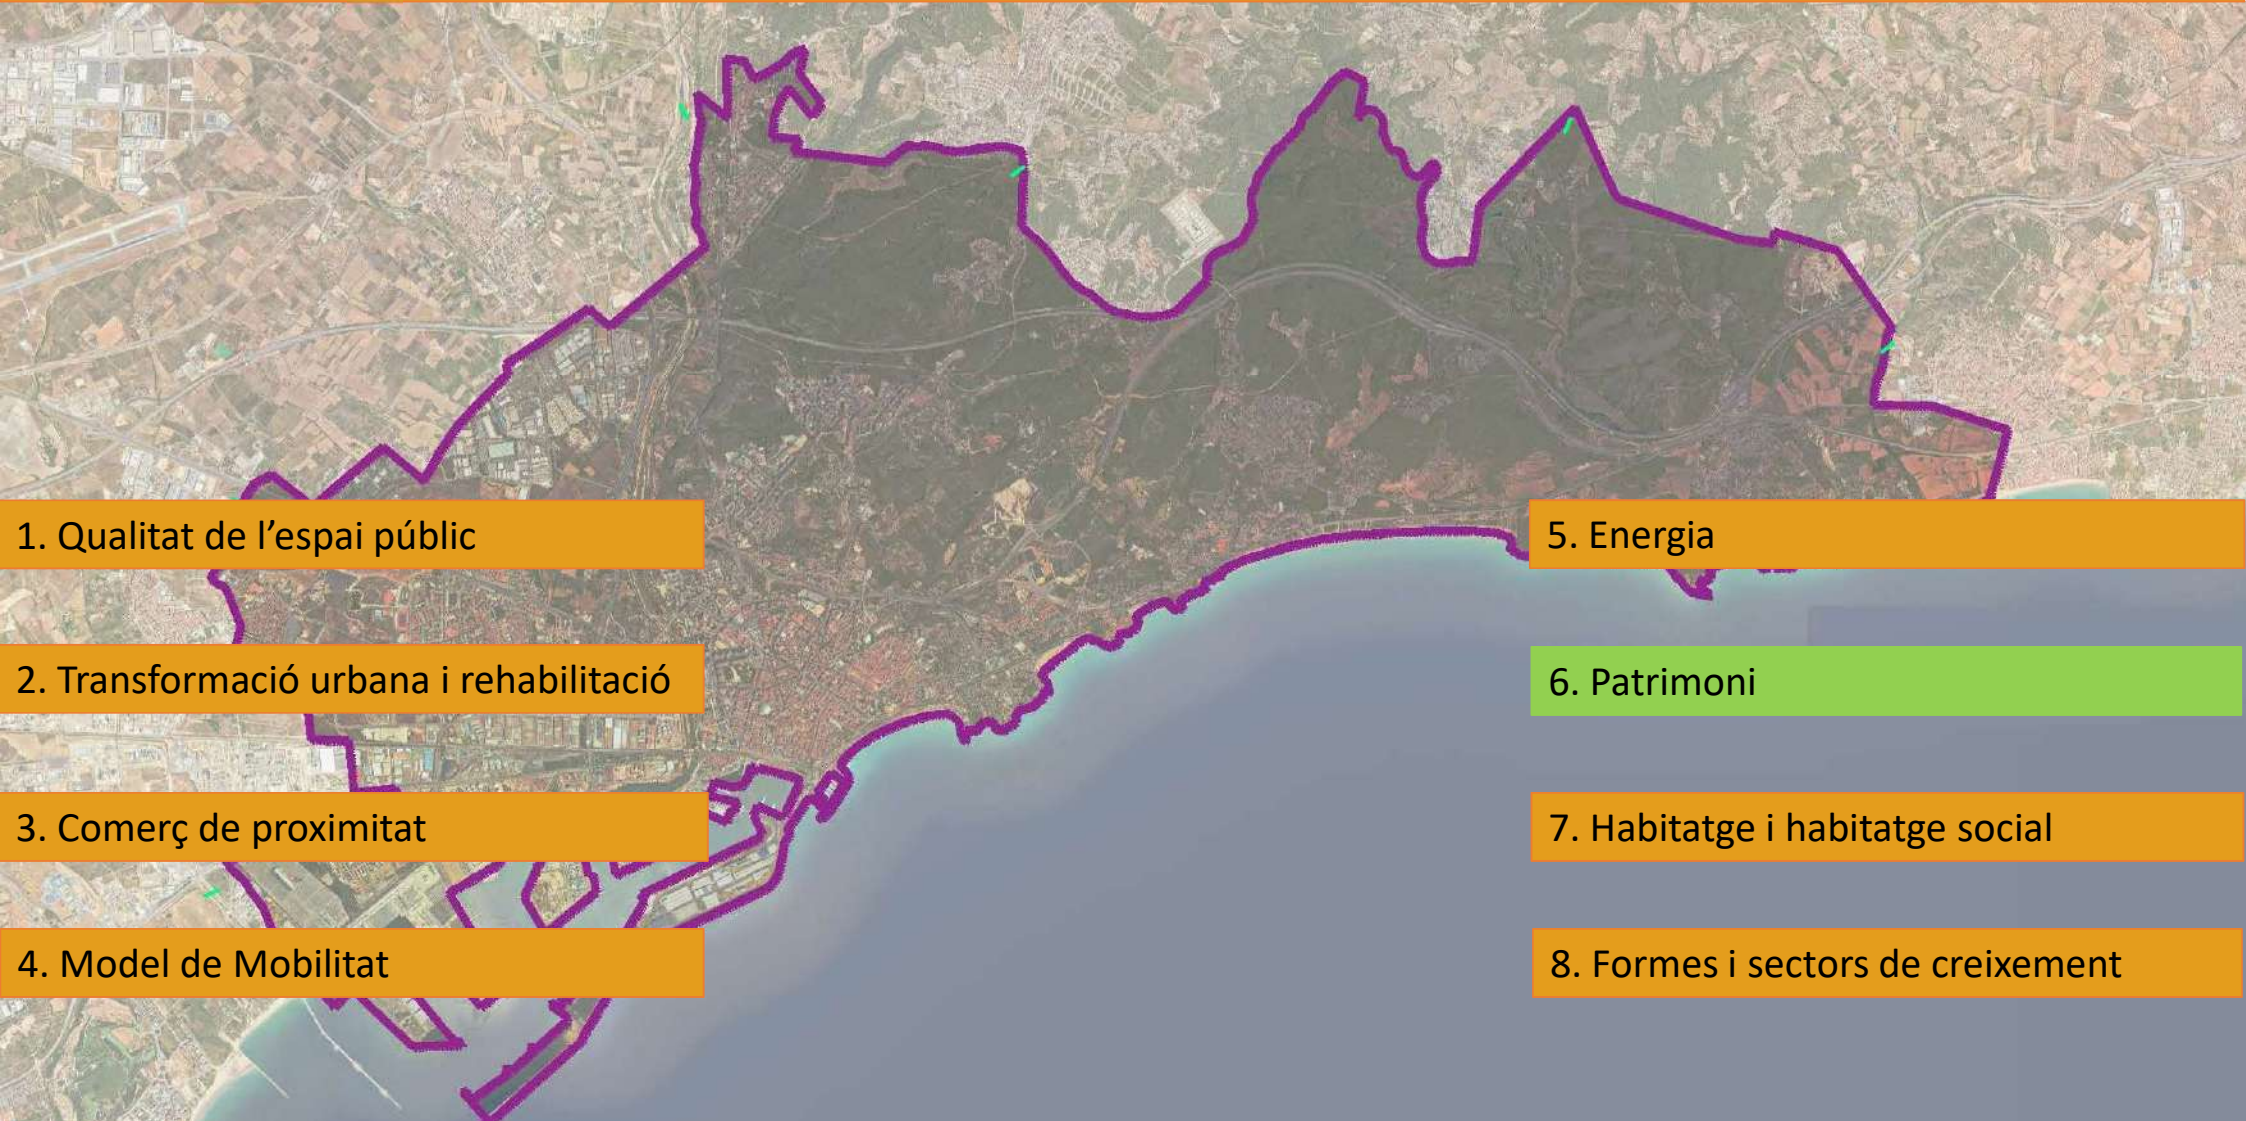 1. Qualitat de l’espai públic
2. Transformació urbana i rehabilitació
3. Comerç de proximitat
4. Model de Mobilitat
5. Energia
6. Patrimoni
7. Habitatge i habitatge social
8. Formes i sectors de creixement